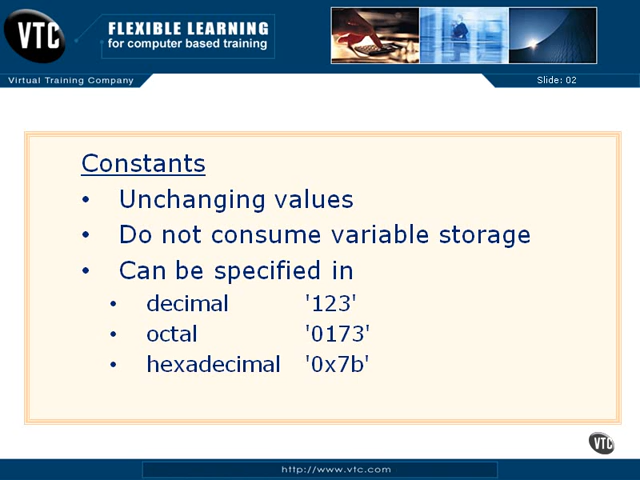 VTC
FLEXIBLE LEARNING
for computer based training
Virtual Training Company
Slide: 02
Constants
• Unchanging values
• Do not consume variable storage
• Can be specified in
• decimal '123'
• octal '0173'
• hexadecimal '0x7b'
VTC
http://www.vtc.com